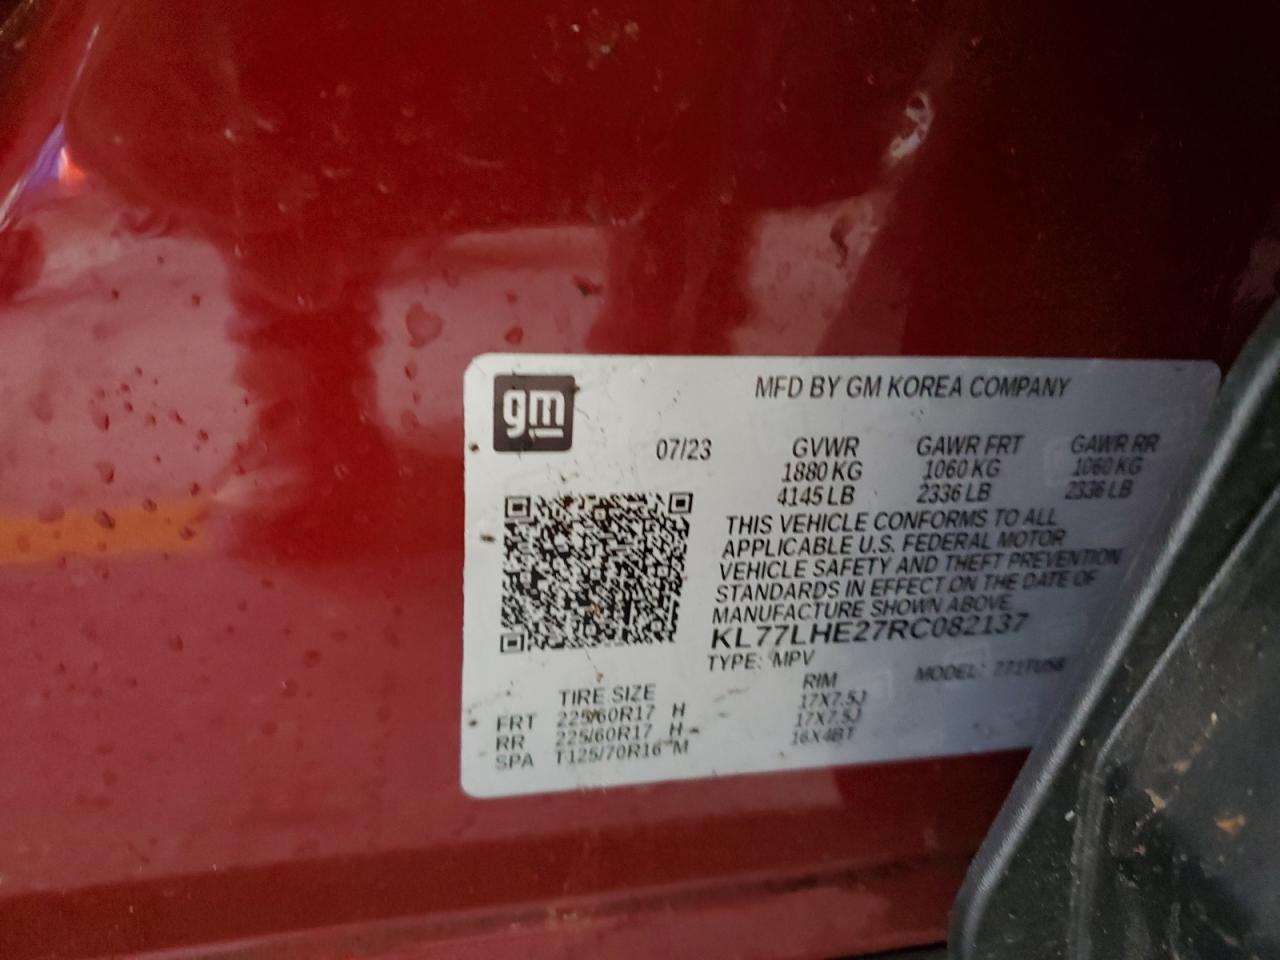 gm
MFD BY GM KOREA COMPANY
07/23 GVWR GAWR FRT GAWR RR
1880 KG 1060 KG 1060 KG
4145 LB 2336 LB 2336 LB
THIS VEHICLE CONFORMS TO ALL
APPLICABLE U.S. FEDERAL MOTOR
VEHICLE SAFETY AND THEFT PREVENTION
STANDARDS IN EFFECT ON THE DATE OF
MANUFACTURE SHOWN ABOVE.
KL77LHE27RC082137
TYPE: MPV MODEL:
TIRE SIZE RIM
FRT 225/60R17 H 17X7.5J
RR 225/60R17 H 17X7.5J
SPA T125/70R16 M 16X4BT